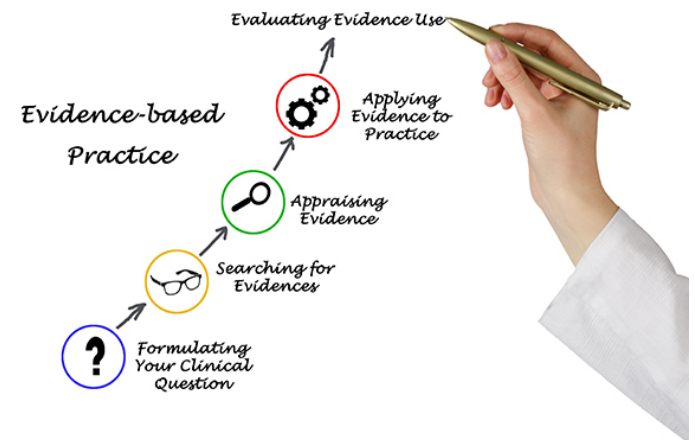 Evaluating Evidence Use
Evidence-based
Practice
Applying
Evidence to
Practice
Appraising
Evidence
Searching for
Evidences
?
Formulating
Your Clinical
Question